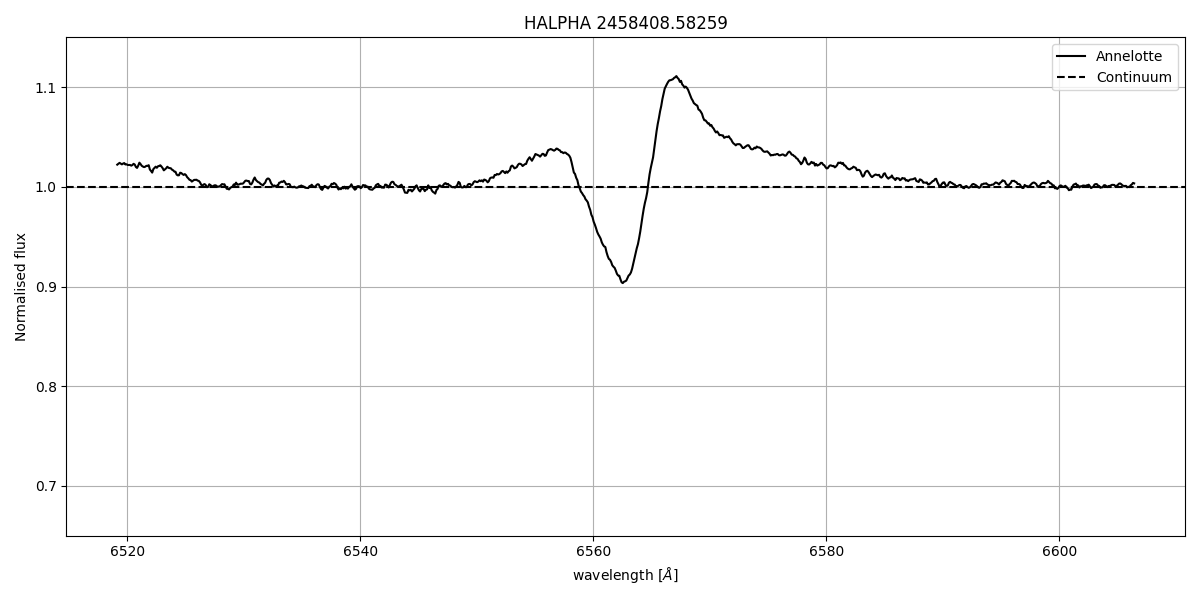 HALPHA 2458408.58259
Annelotte
Continuum
Normalised flux
1.1
1.0
0.9
0.8
0.7
6520 6540 6560 6580 6600
wavelength [Å]